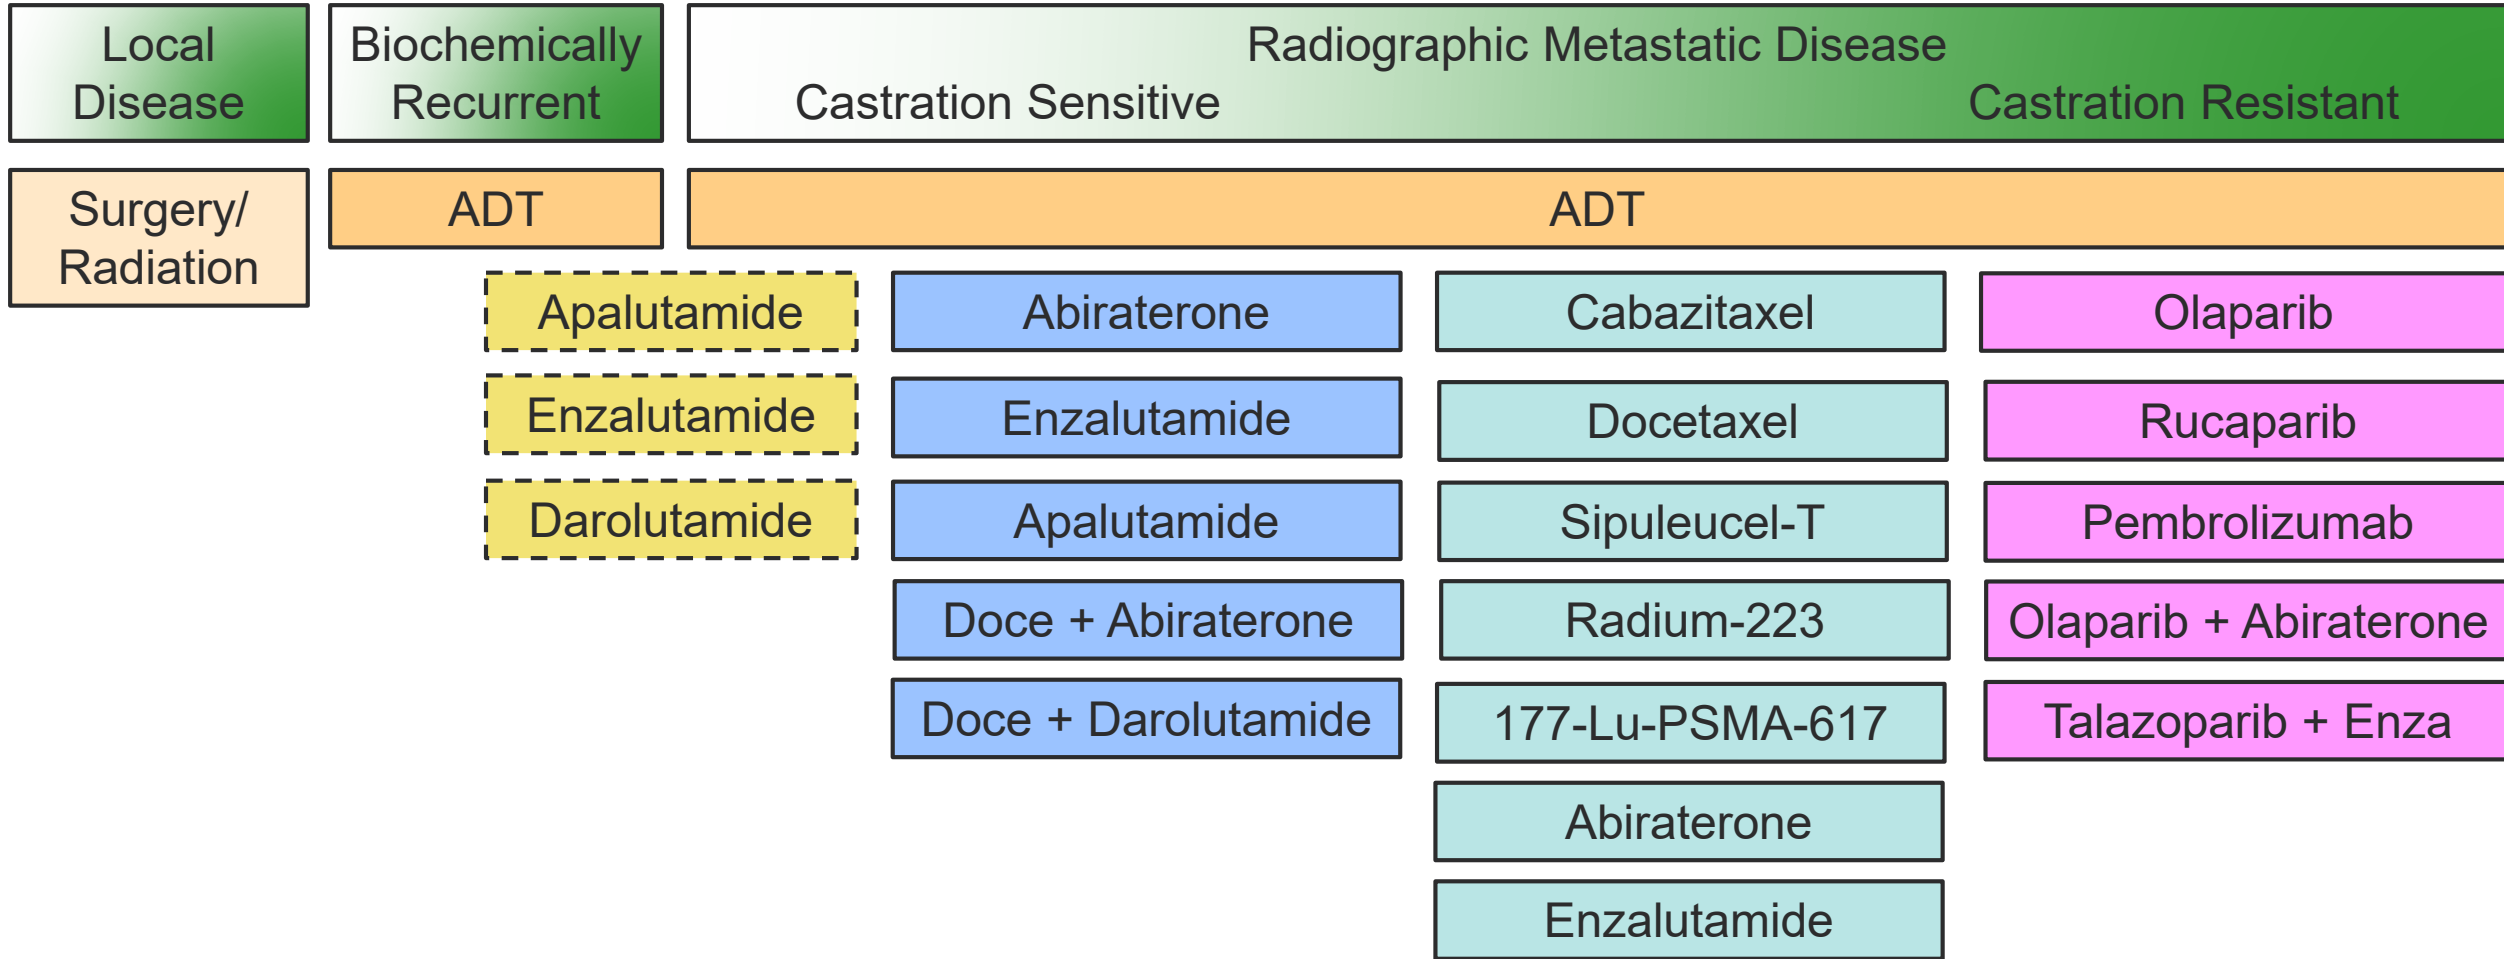 Local
Disease
Biochemically
Recurrent
Radiographic Metastatic Disease
Castration Sensitive
Castration Resistant
Surgery/
Radiation
ADT
ADT
Apalutamide
Enzalutamide
Darolutamide
Abiraterone
Enzalutamide
Apalutamide
Doce + Abiraterone
Doce + Darolutamide
Cabazitaxel
Docetaxel
Sipuleucel-T
Radium-223
177-Lu-PSMA-617
Abiraterone
Enzalutamide
Olaparib
Rucaparib
Pembrolizumab
Olaparib + Abiraterone
Talazoparib + Enza